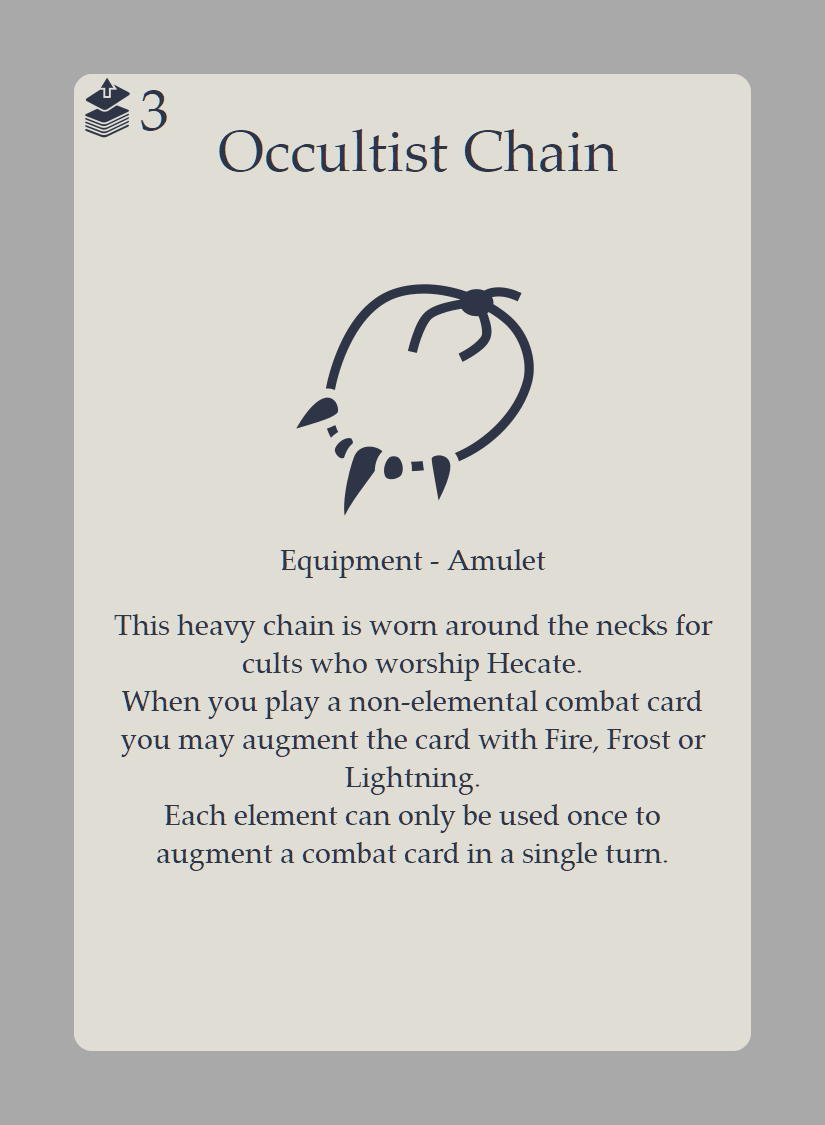 3
Occultist Chain
Equipment - Amulet
This heavy chain is worn around the necks for
cults who worship Hecate.
When you play a non-elemental combat card
you may augment the card with Fire, Frost or
Lightning.
Each element can only be used once to
augment a combat card in a single turn.